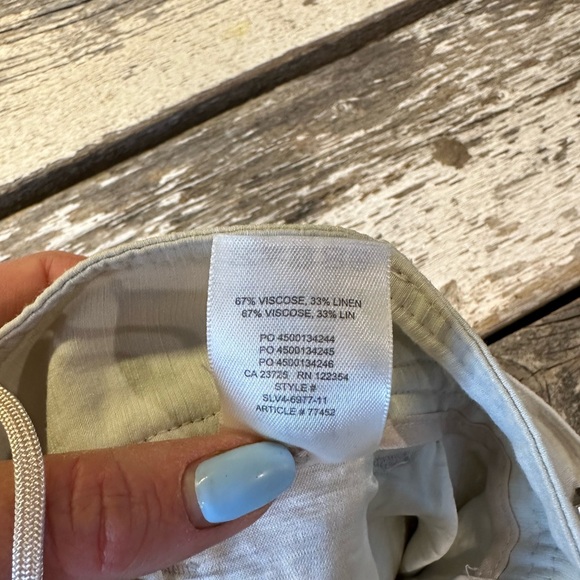 67% VISCOSE, 33% LINEN
67% VISCOSE, 33% LIN
PO 4500134244
PO 4500134245
PO 4500134246
CA 23725 RN 122354
STYLE #
SLV4-6977-11
ARTICLE # 77452